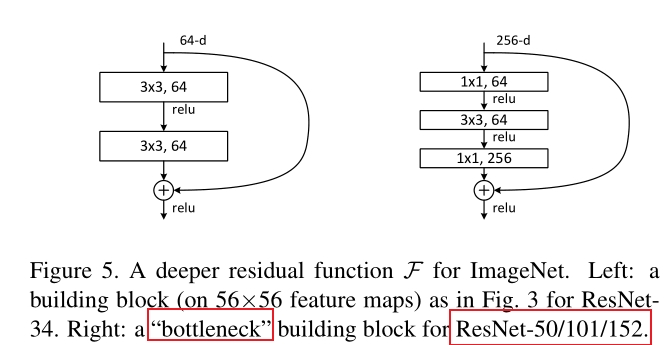 64-d
3x3, 64
relu
3x3, 64
+
relu
256-d
1x1, 64
relu
3x3, 64
relu
1x1, 256
+
relu
Figure 5. A deeper residual function F for ImageNet. Left: a
building block (on 56×56 feature maps) as in Fig. 3 for ResNet-
34. Right: a “bottleneck” building block for ResNet-50/101/152.